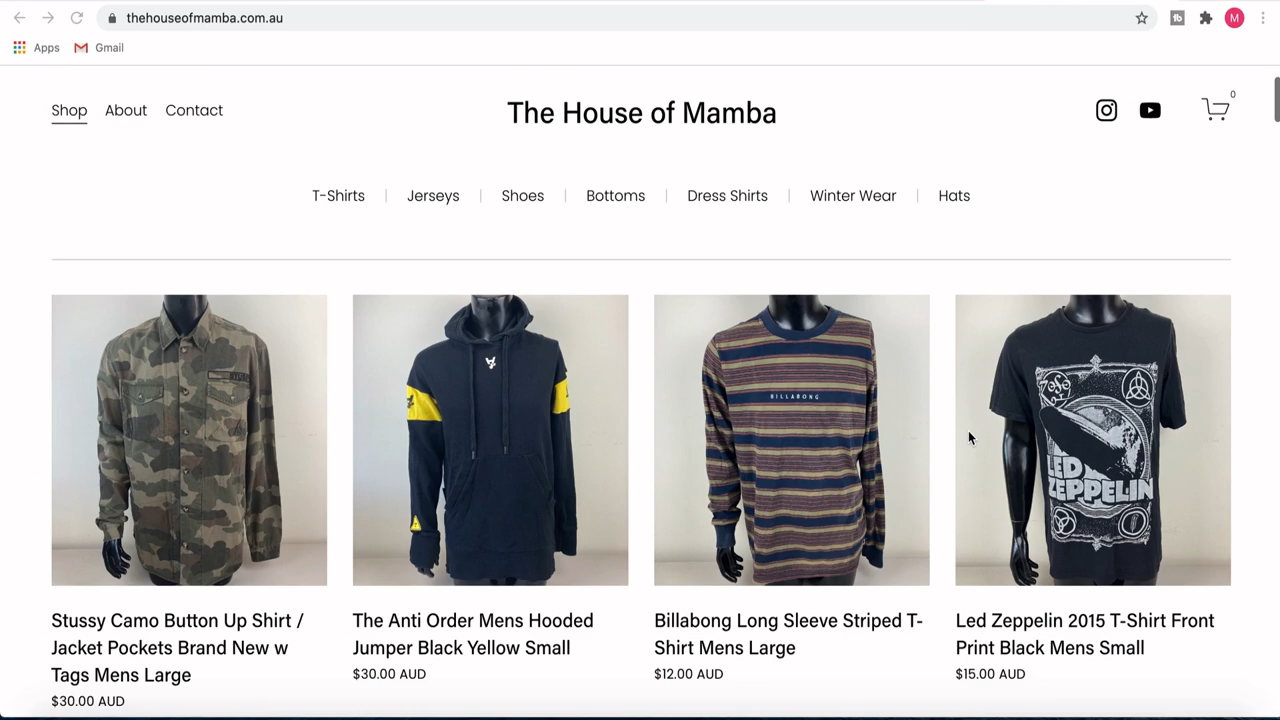 thehouseofmamba.com.au
M
Apps
Gmail
Shop
About
Contact
The House of Mamba
0
T-Shirts
Jerseys
Shoes
Bottoms
Dress Shirts
Winter Wear
Hats
BILLABONG
LED
ZEPPELIN
Stussy Camo Button Up Shirt /
Jacket Pockets Brand New w
Tags Mens Large
$30.00 AUD
The Anti Order Mens Hooded
Jumper Black Yellow Small
$30.00 AUD
Billabong Long Sleeve Striped T-
Shirt Mens Large
$12.00 AUD
Led Zeppelin 2015 T-Shirt Front
Print Black Mens Small
$15.00 AUD